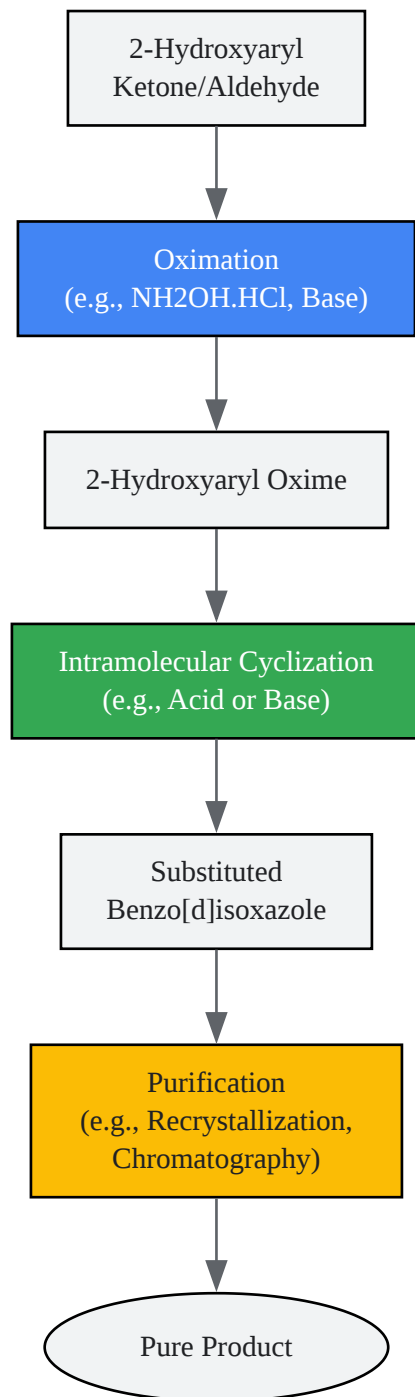 2-Hydroxyaryl
Ketone/Aldehyde
Oximation
(e.g., NH2OH.HCl, Base)
2-Hydroxyaryl Oxime
Intramolecular Cyclization
(e.g., Acid or Base)
Substituted
Benzo[d]isoxazole
Purification
(e.g., Recrystallization,
Chromatography)
Pure Product